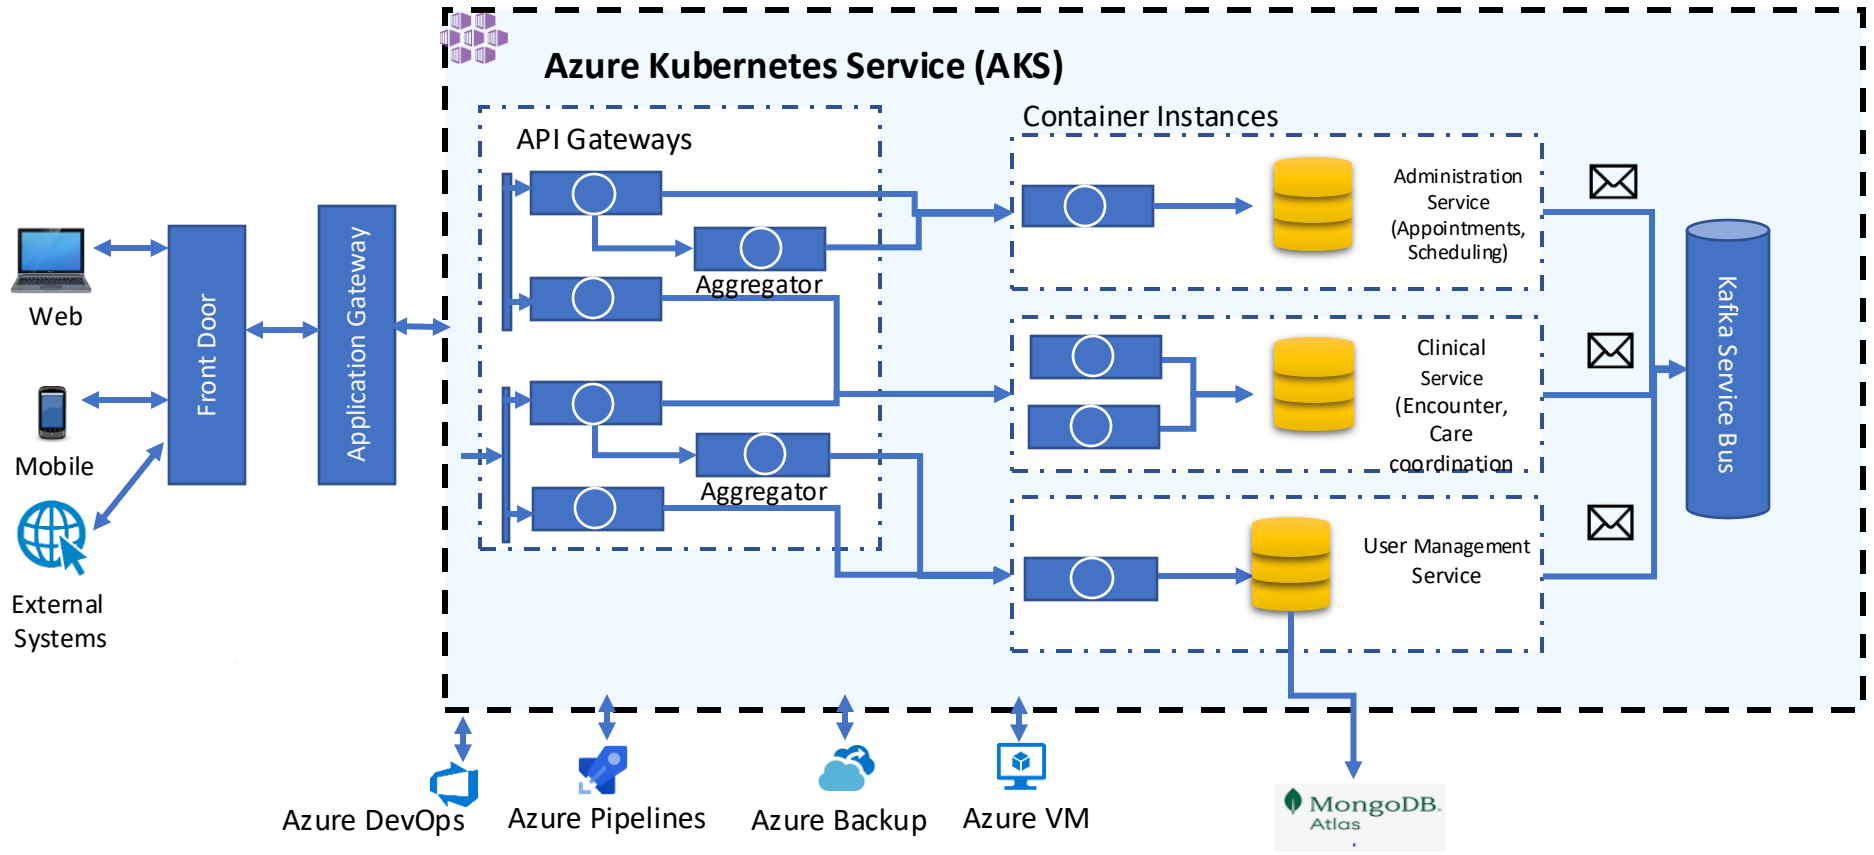 Azure Kubernetes Service (AKS)
API Gateways
Aggregator
Aggregator
Container Instances
Administration
Service
(Appointments,
Scheduling)
Clinical
Service
(Encounter,
Care
coordination
User Management
Service
Kafka Service Bus
Web
Mobile
External
Systems
Front Door
Application Gateway
Azure DevOps
Azure Pipelines
Azure Backup
Azure VM
MongoDB.
Atlas